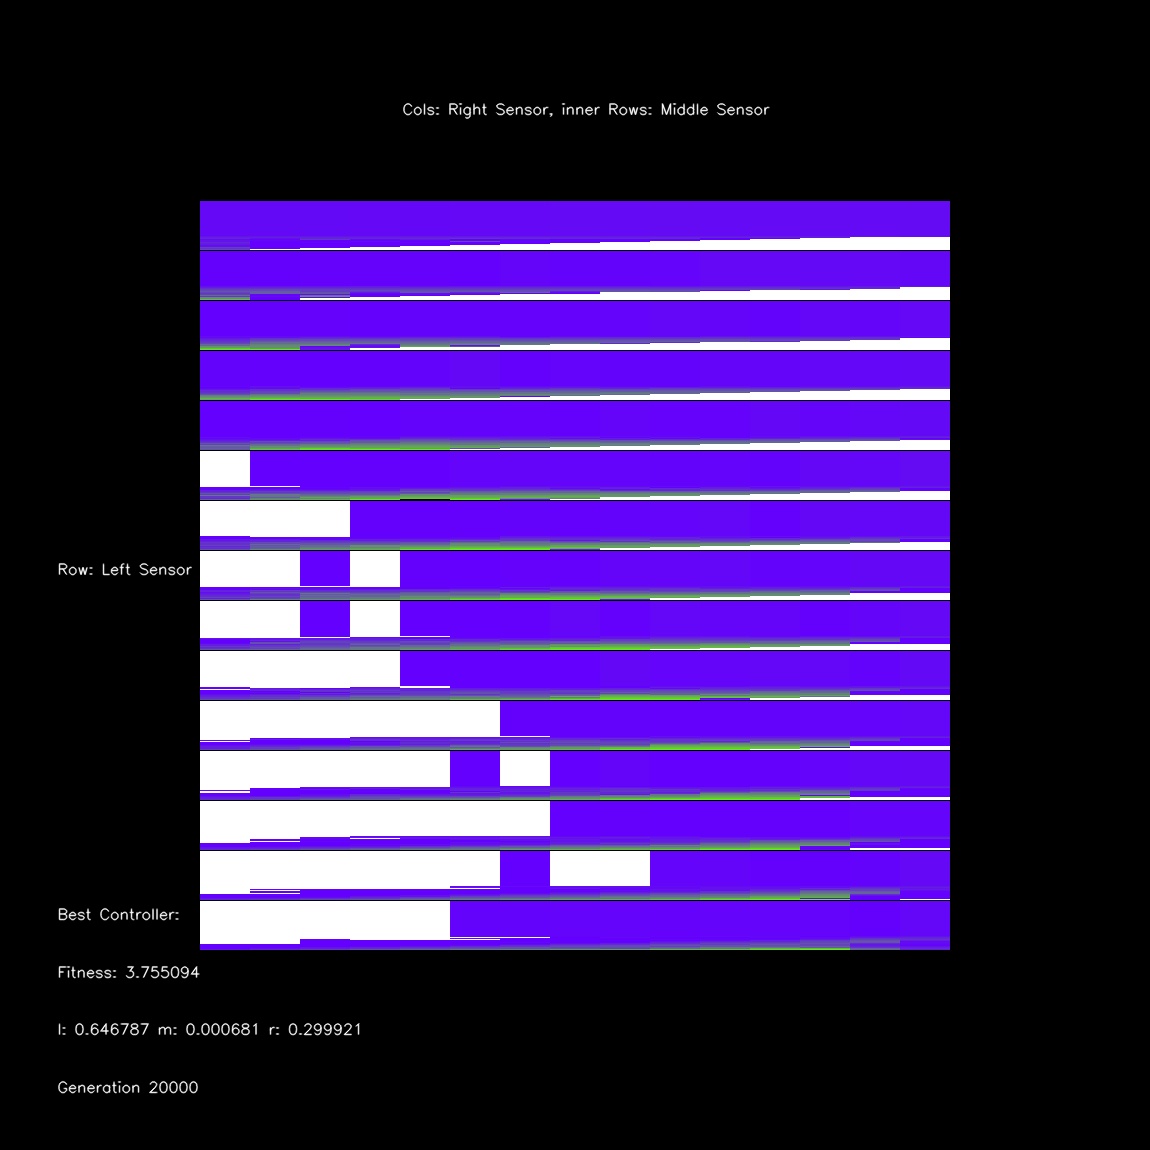 Cols: Right Sensor, inner Rows: Middle Sensor
Row: Left Sensor
Best Controller:
Fitness: 3.755094
l: 0.646787 m: 0.000681 r: 0.299921
Generation 20000